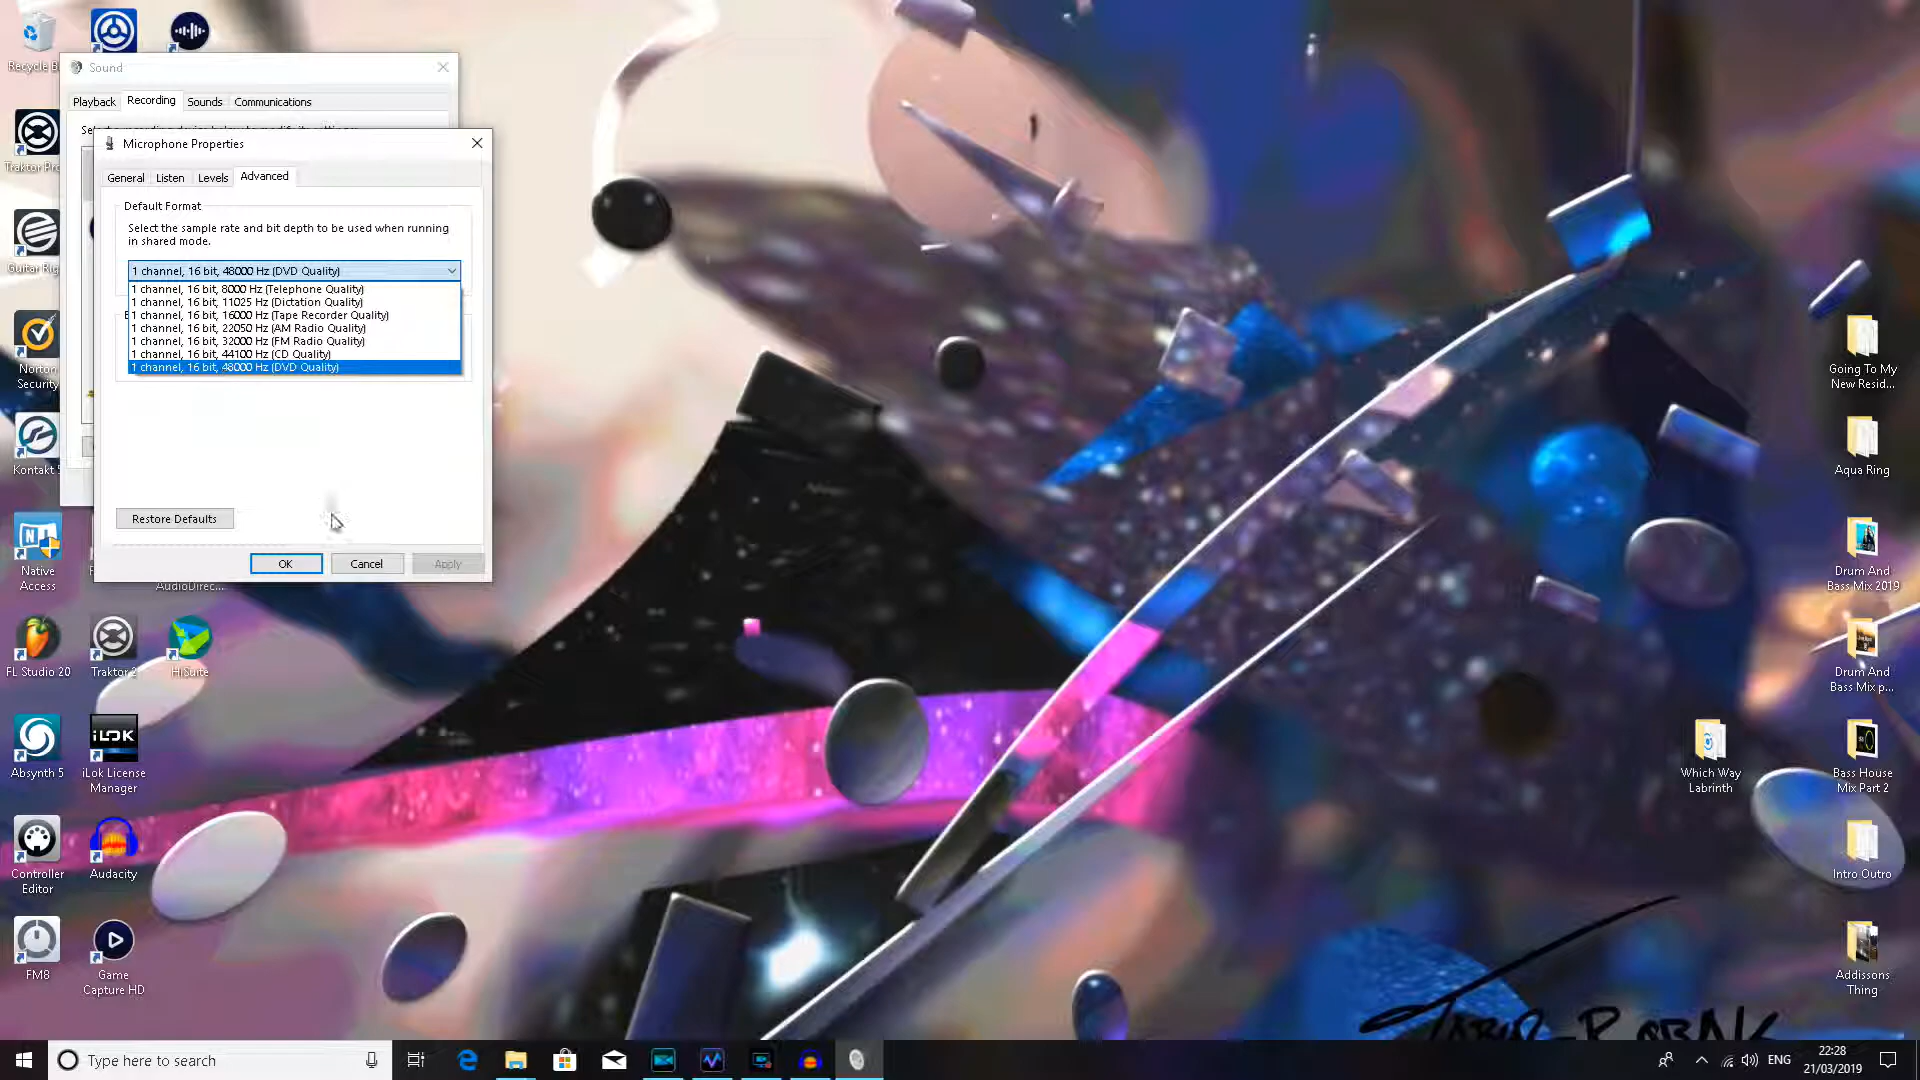 Recycle B
Sound
Playback
Recording
Sounds
Communications
Microphone Properties
General
Listen
Levels
Advanced
Default Format
Select the sample rate and bit depth to be used when running
in shared mode.
1 channel, 16 bit, 48000 Hz (DVD Quality)
1 channel, 16 bit, 8000 Hz (Telephone Quality)
1 channel, 16 bit, 11025 Hz (Dictation Quality)
1 channel, 16 bit, 16000 Hz (Tape Recorder Quality)
1 channel, 16 bit, 22050 Hz (AM Radio Quality)
1 channel, 16 bit, 32000 Hz (FM Radio Quality)
1 channel, 16 bit, 44100 Hz (CD Quality)
1 channel, 16 bit, 48000 Hz (DVD Quality)
Restore Defaults
OK
Cancel
Apply
Traktor Pro
Guitar Rig
Norton
Security
Kontakt 5
Native
Access
AudioDirec...
FL Studio 20
Traktor 2
HiSuite
Absynth 5
iLOK
iLok License
Manager
Controller
Editor
Audacity
FM8
Game
Capture HD
Going To My
New Resid...
Aqua Ring
Drum And
Bass Mix 2019
Drum And
Bass Mix p...
Which Way
Labrinth
Bass House
Mix Part 2
Intro Outro
Addissons
Thing
Type here to search
ENG
22:28
21/03/2019